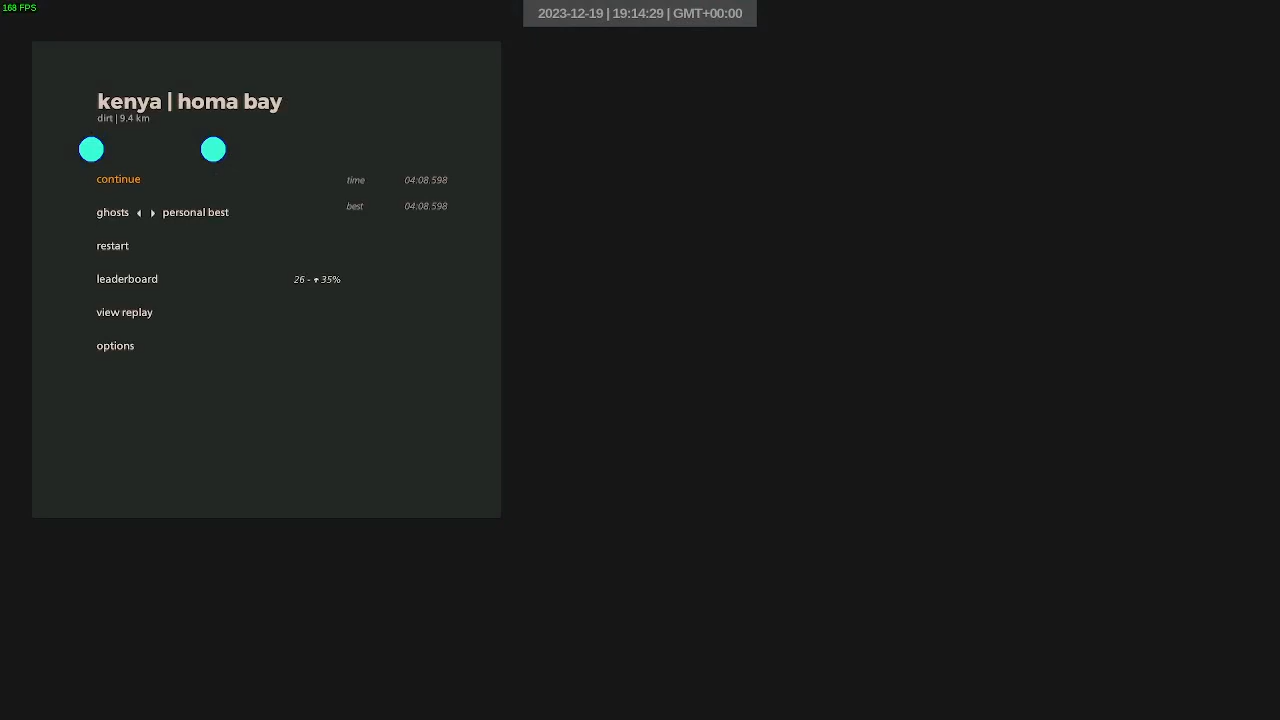 168 FPS
2023-12-19 | 19:14:29 | GMT+00:00
kenya | homa bay
dirt | 9.4 km
continue
time 04:08.598
ghosts personal best
best 04:08.598
restart
leaderboard 26 - ↑ 35%
view replay
options